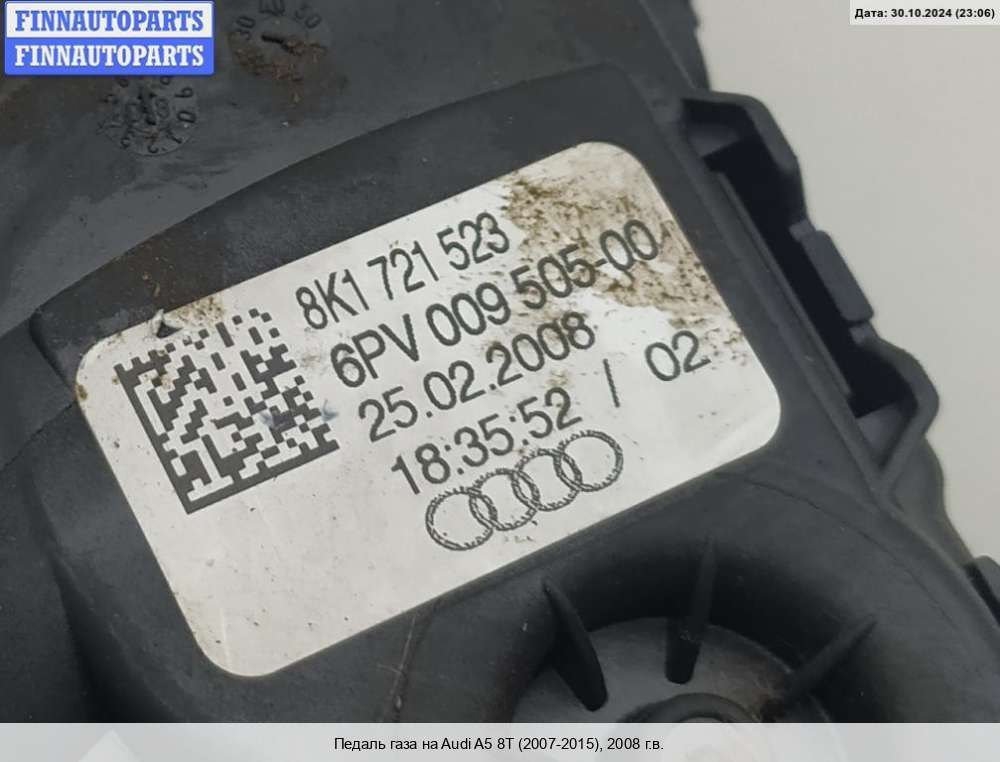 FINNAUTOPARTS
FINNAUTOPARTS
Дата: 30.10.2024 (23:06)
8K1 721 523
6PV 009 505-00
25.02.2008
18:35:52 / 02
Педаль газа на Audi A5 8T (2007-2015), 2008 г.в.